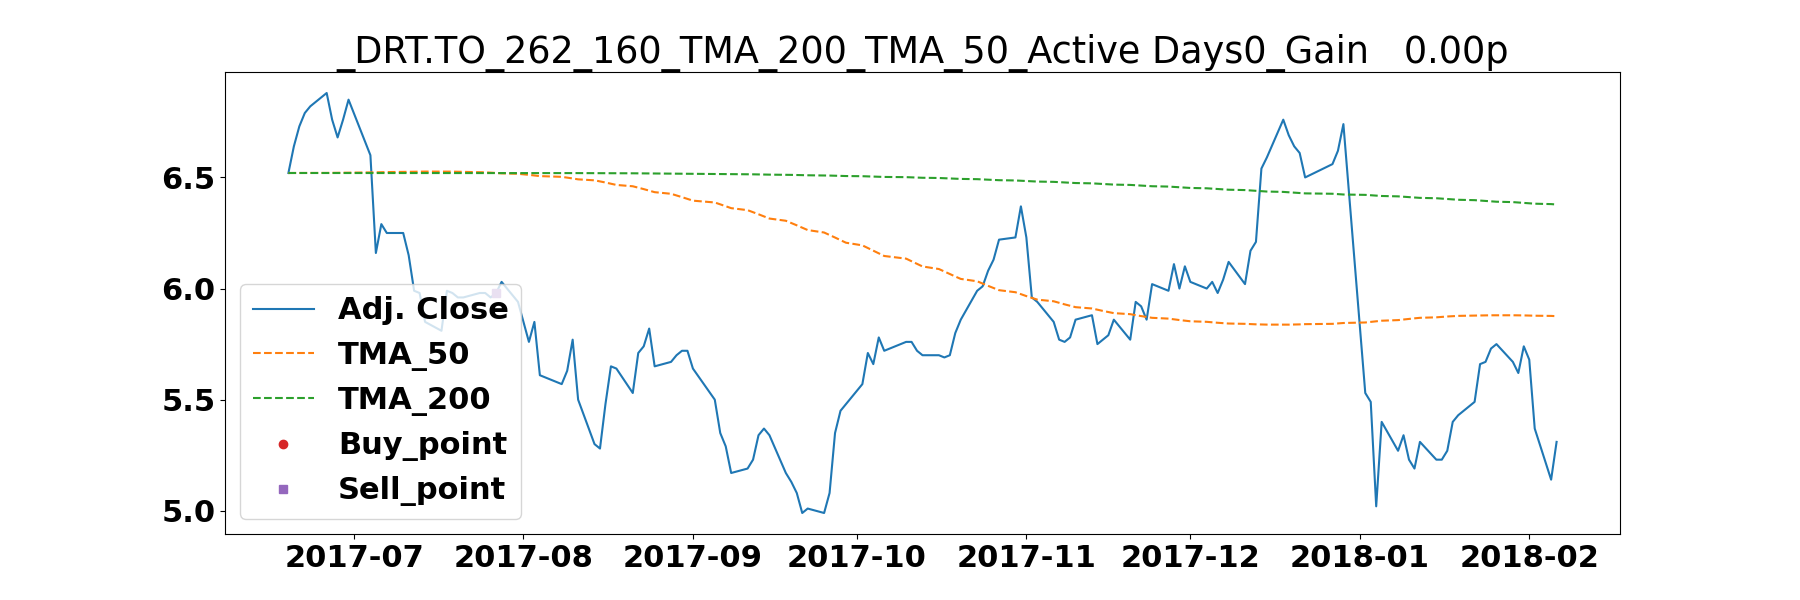 _DRT.TO_262_160_TMA_200_TMA_50_Active Days0_Gain   0.00p
6.5
6.0
5.5
5.0
Adj. Close
TMA_50
TMA_200
Buy_point
Sell_point
2017-07 2017-08 2017-09 2017-10 2017-11 2017-12 2018-01 2018-02